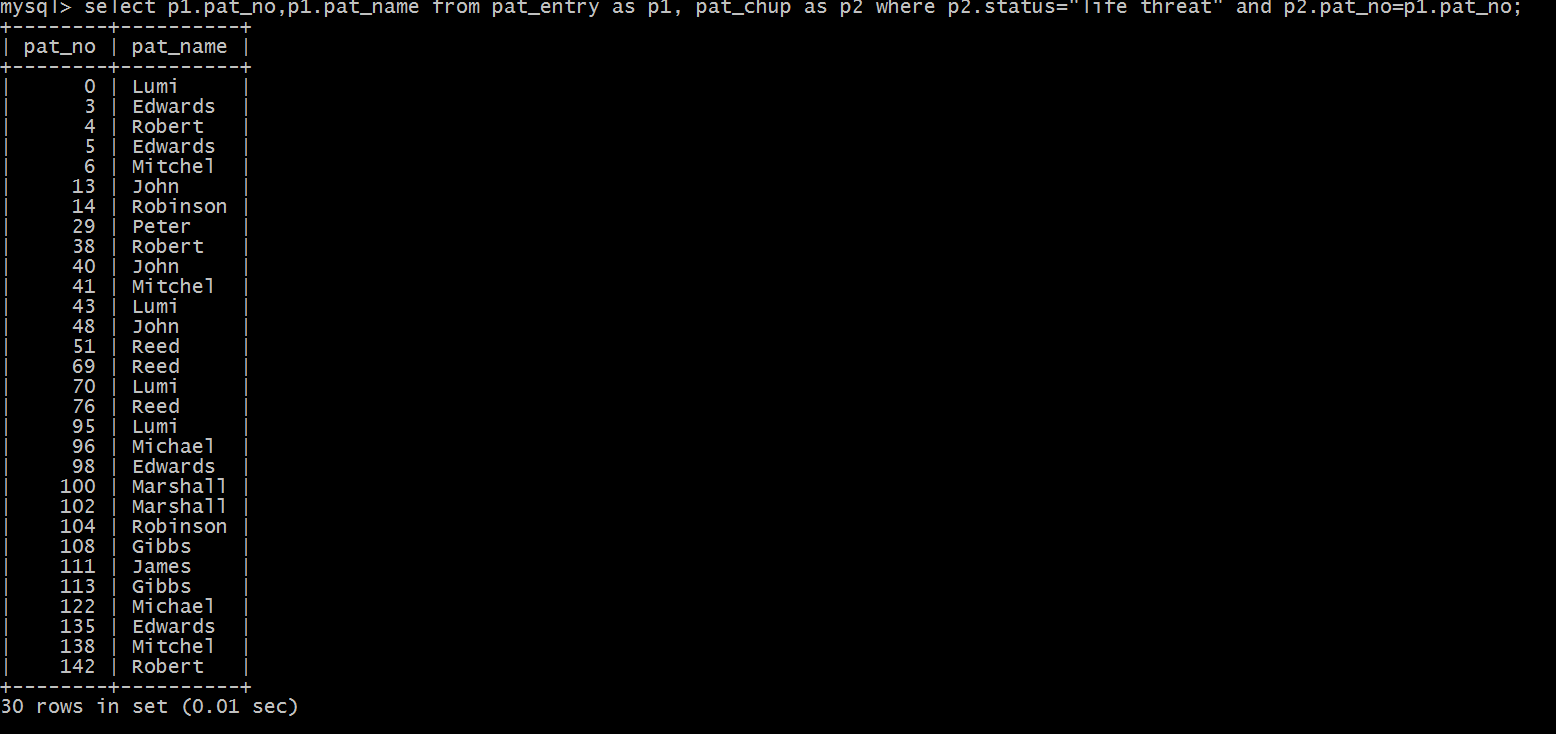 mysql> select p1.pat_no,p1.pat_name from pat_entry as p1, pat_chup as p2 where p2.status="life threat" and p2.pat_no=p1.pat_no;
+--------+----------+
| pat_no | pat_name |
+--------+----------+
|      0 | Lumi     |
|      3 | Edwards  |
|      4 | Robert   |
|      5 | Edwards  |
|      6 | Mitchel  |
|     13 | John     |
|     14 | Robinson |
|     29 | Peter    |
|     38 | Robert   |
|     40 | John     |
|     41 | Mitchel  |
|     43 | Lumi     |
|     48 | John     |
|     51 | Reed     |
|     69 | Reed     |
|     70 | Lumi     |
|     76 | Reed     |
|     95 | Lumi     |
|     96 | Michael  |
|     98 | Edwards  |
|    100 | Marshall |
|    102 | Marshall |
|    104 | Robinson |
|    108 | Gibbs    |
|    111 | James    |
|    113 | Gibbs    |
|    122 | Michael  |
|    135 | Edwards  |
|    138 | Mitchel  |
|    142 | Robert   |
+--------+----------+
30 rows in set (0.01 sec)